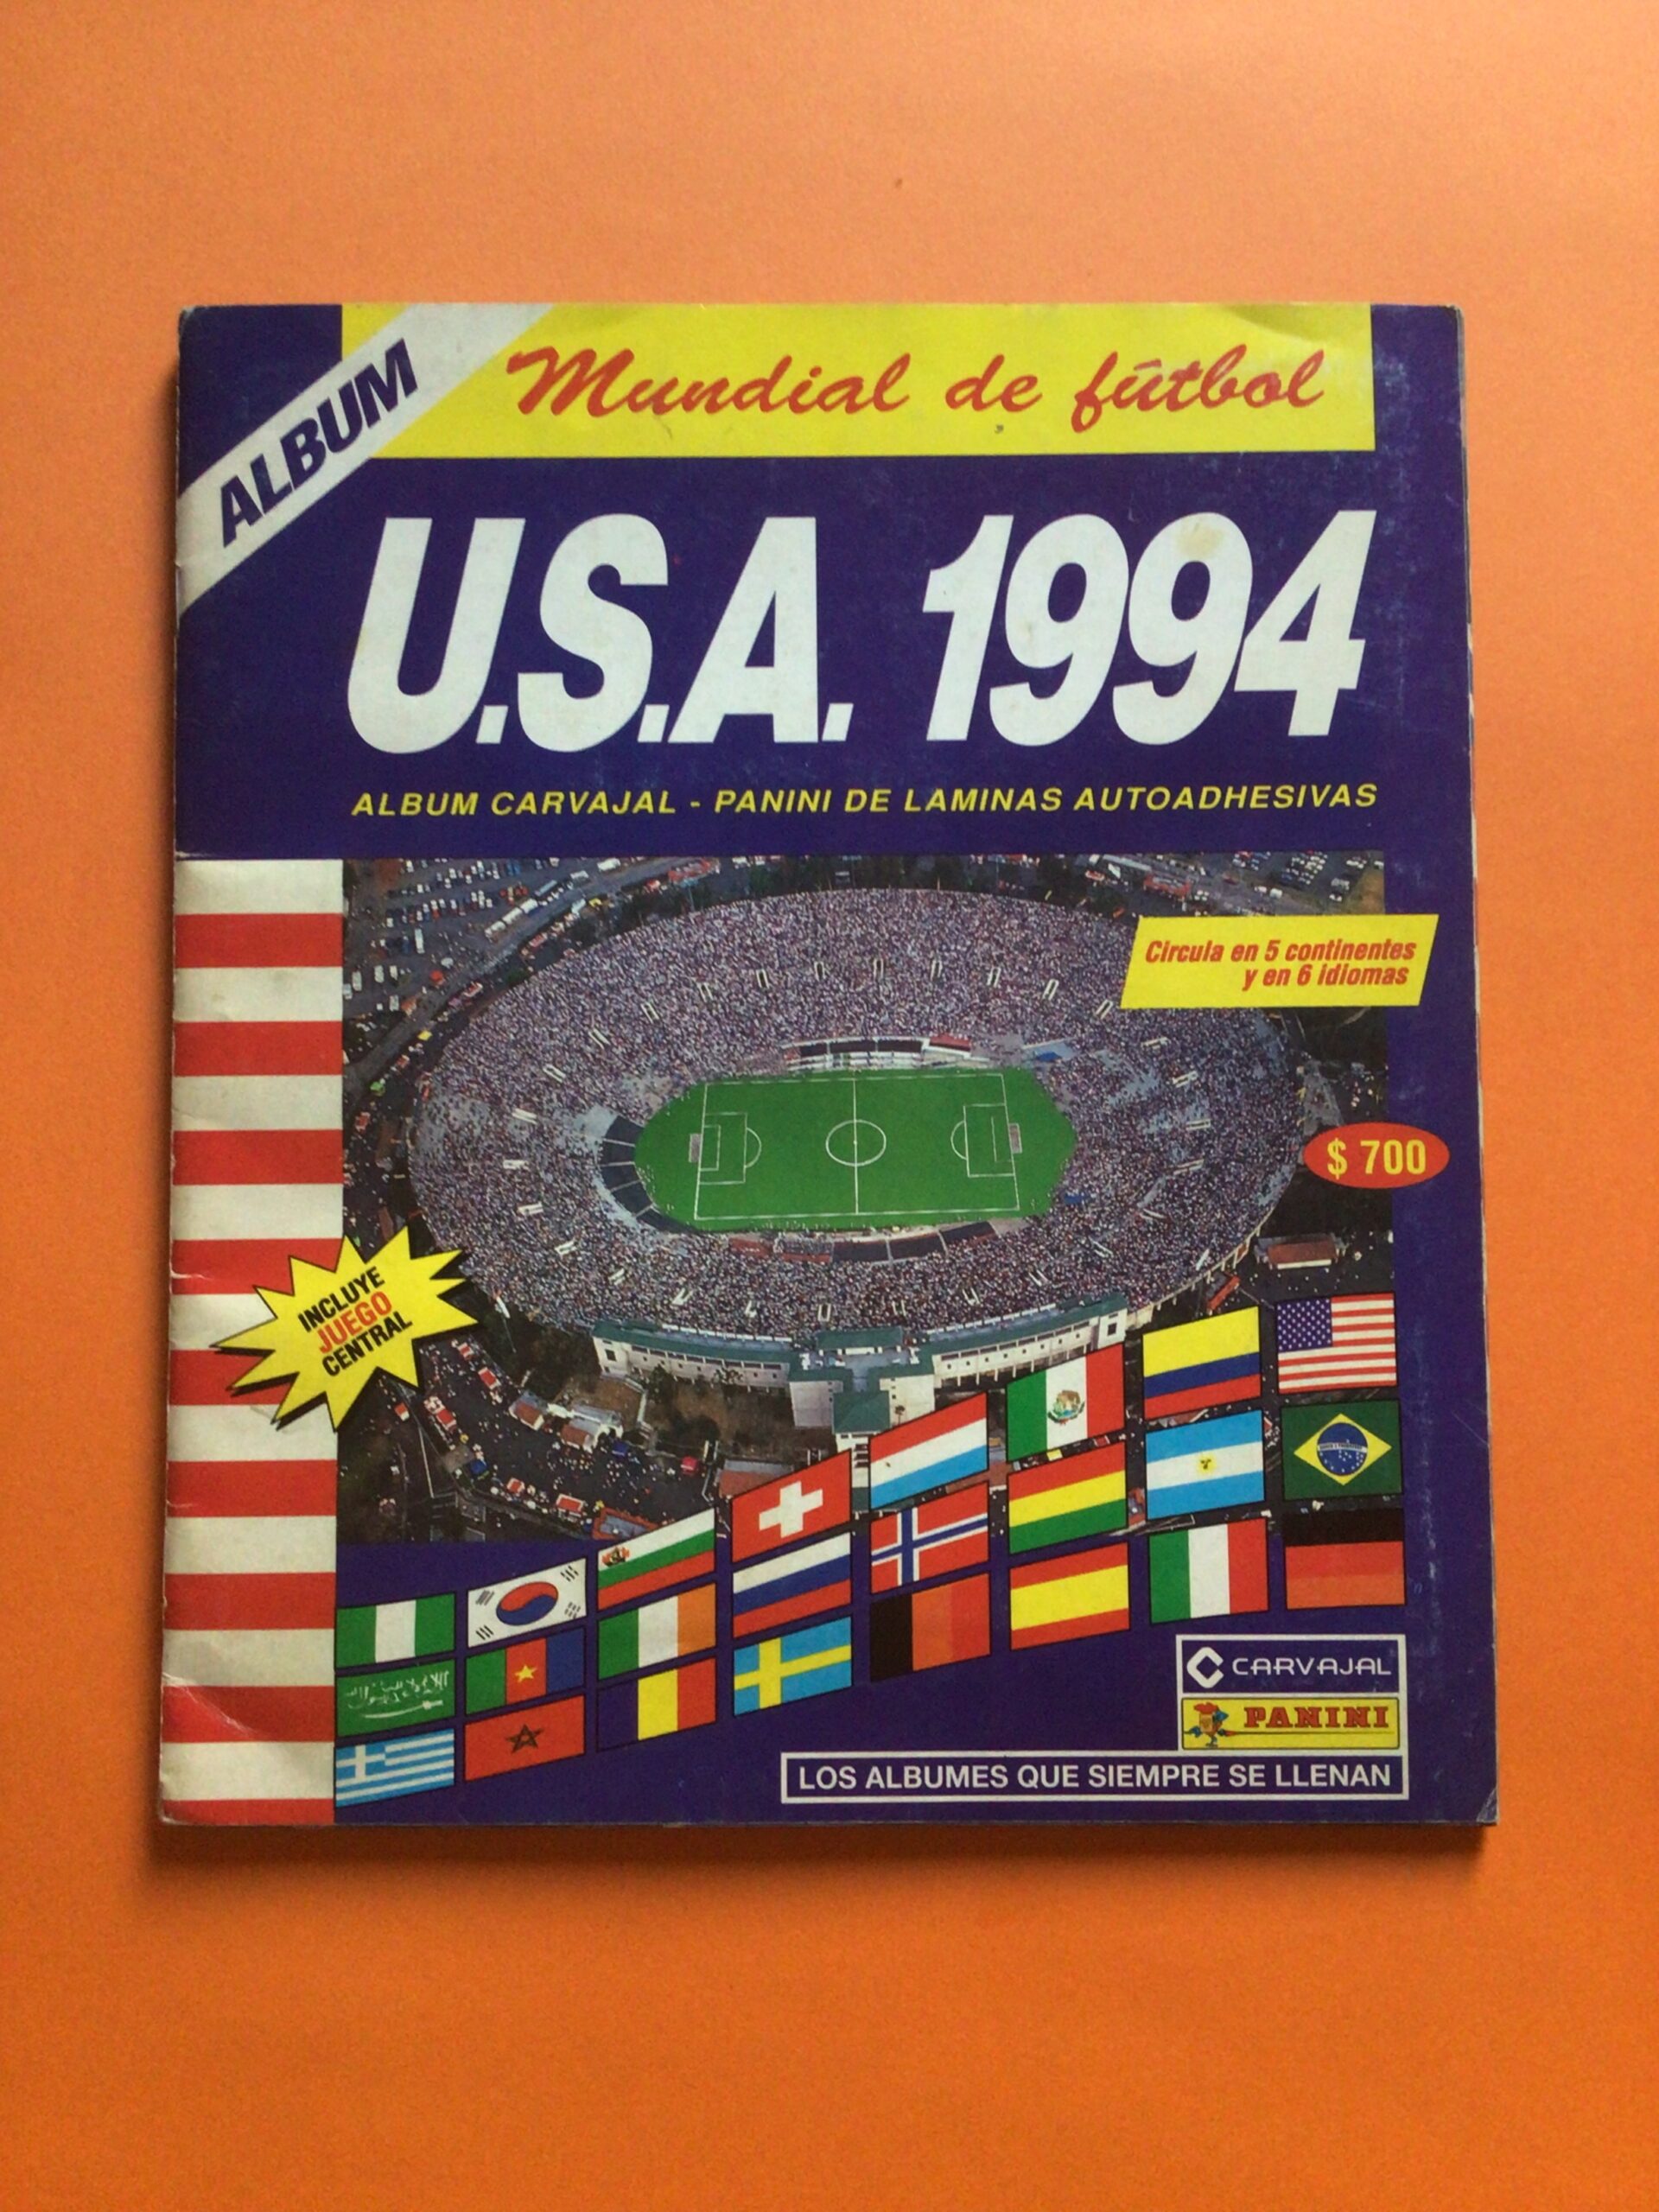 ALBUM
Mundial de fútbol
U.S.A. 1994
ALBUM CARVAJAL - PANINI DE LAMINAS AUTOADHESIVAS
Circula en 5 continentes
y en 6 idiomas
$ 700
INCLUYE
JUEGO
CENTRAL
CARVAJAL
PANINI
LOS ALBUMES QUE SIEMPRE SE LLENAN